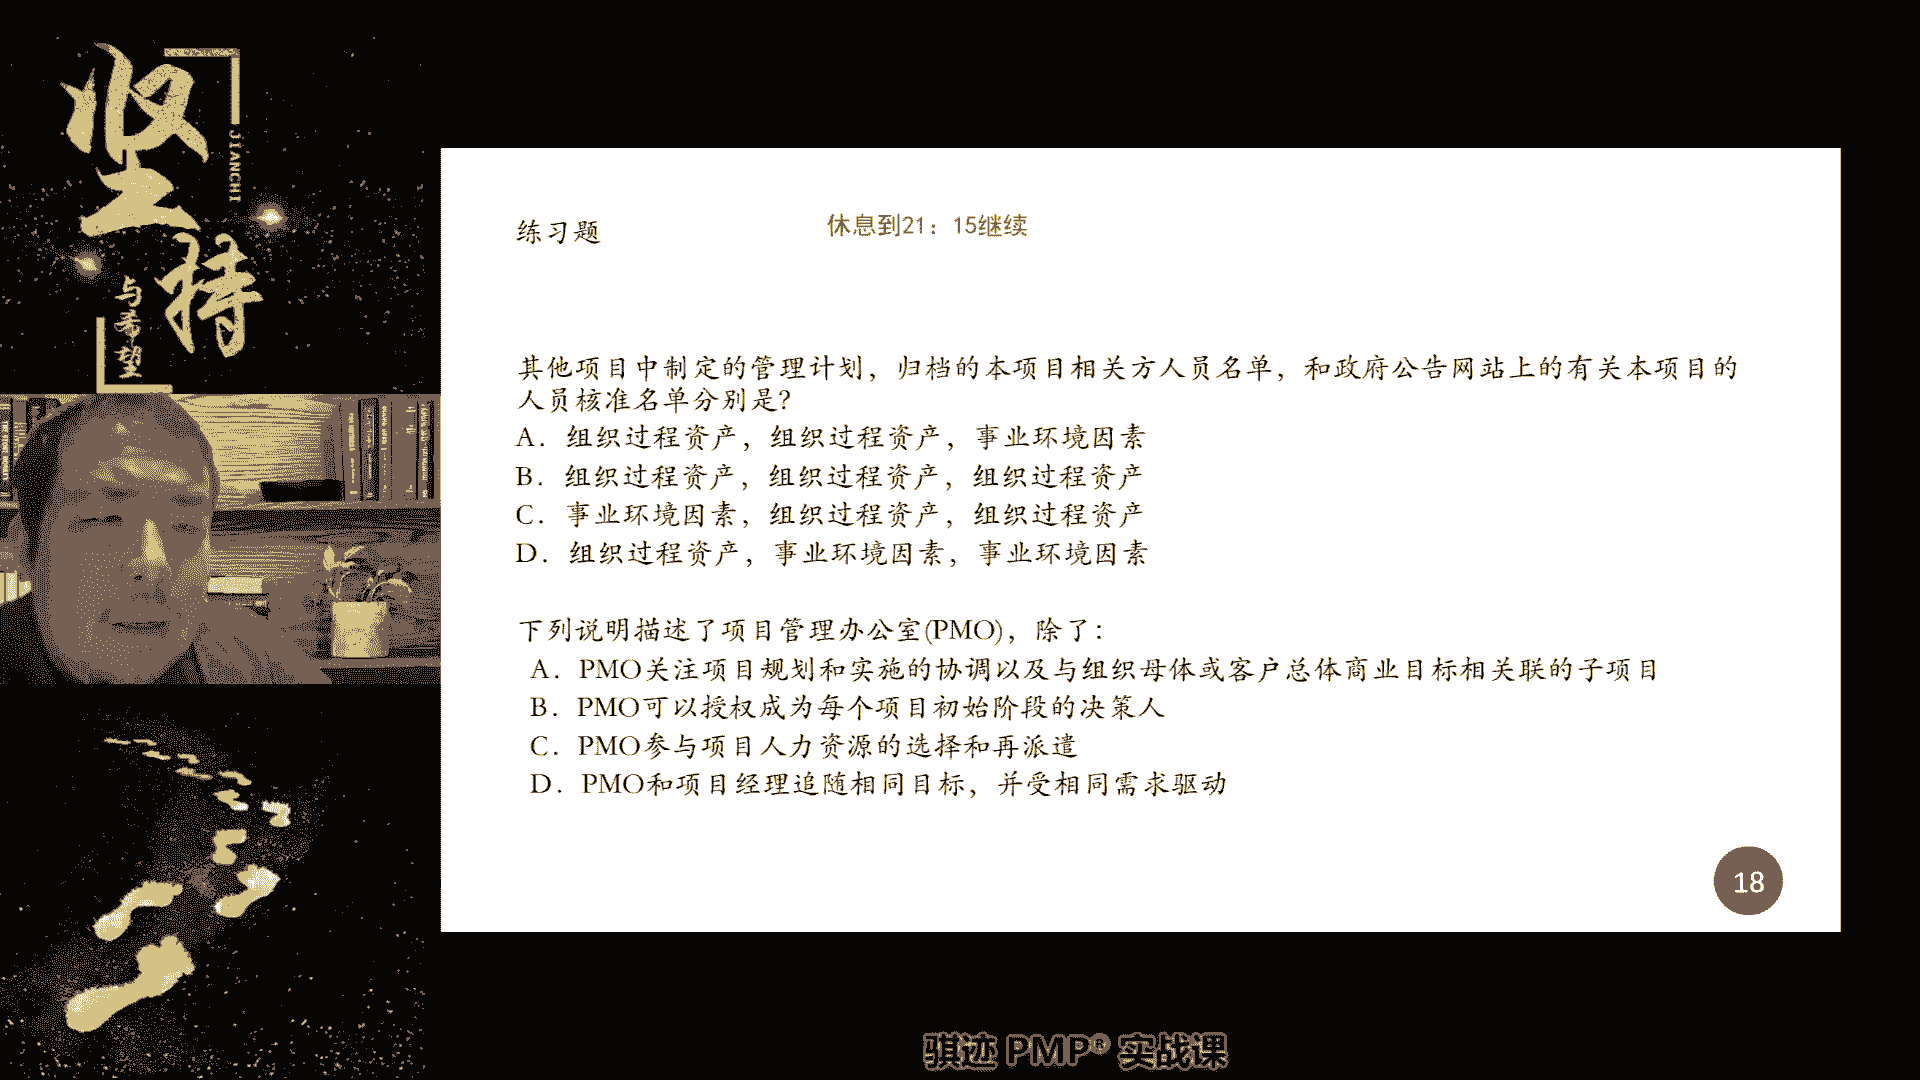 坚持
JIANCHI
与希望
练习题
休息到21：15继续
其他项目中制定的管理计划，归档的本项目相关方人员名单，和政府公告网站上的有关本项目的
人员核准名单分别是？
A．组织过程资产，组织过程资产，事业环境因素
B．组织过程资产，组织过程资产，组织过程资产
C．事业环境因素，组织过程资产，组织过程资产
D．组织过程资产，事业环境因素，事业环境因素
下列说明描述了项目管理办公室(PMO)，除了：
A．PMO关注项目规划和实施的协调以及与组织母体或客户总体商业目标相关联的子项目
B．PMO可以授权成为每个项目初始阶段的决策人
C．PMO参与项目人力资源的选择和再派遣
D．PMO和项目经理追随相同目标，并受相同需求驱动
18
骐迹 PMP® 实战课